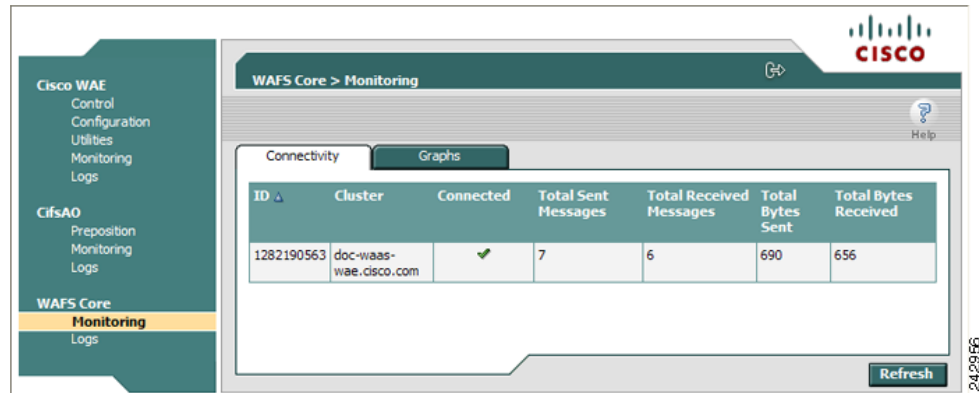 CISCO
Cisco WAE
Control
Configuration
Utilities
Monitoring
Logs
CifsAO
Preposition
Monitoring
Logs
WAFS Core
Monitoring
Logs
WAFS Core > Monitoring
Help
Connectivity
Graphs
ID Cluster Connected Total Sent Messages Total Received Messages Total Bytes Sent Total Bytes Received
1282190563 doc-waas-wae.cisco.com 7 6 690 656
Refresh
242966